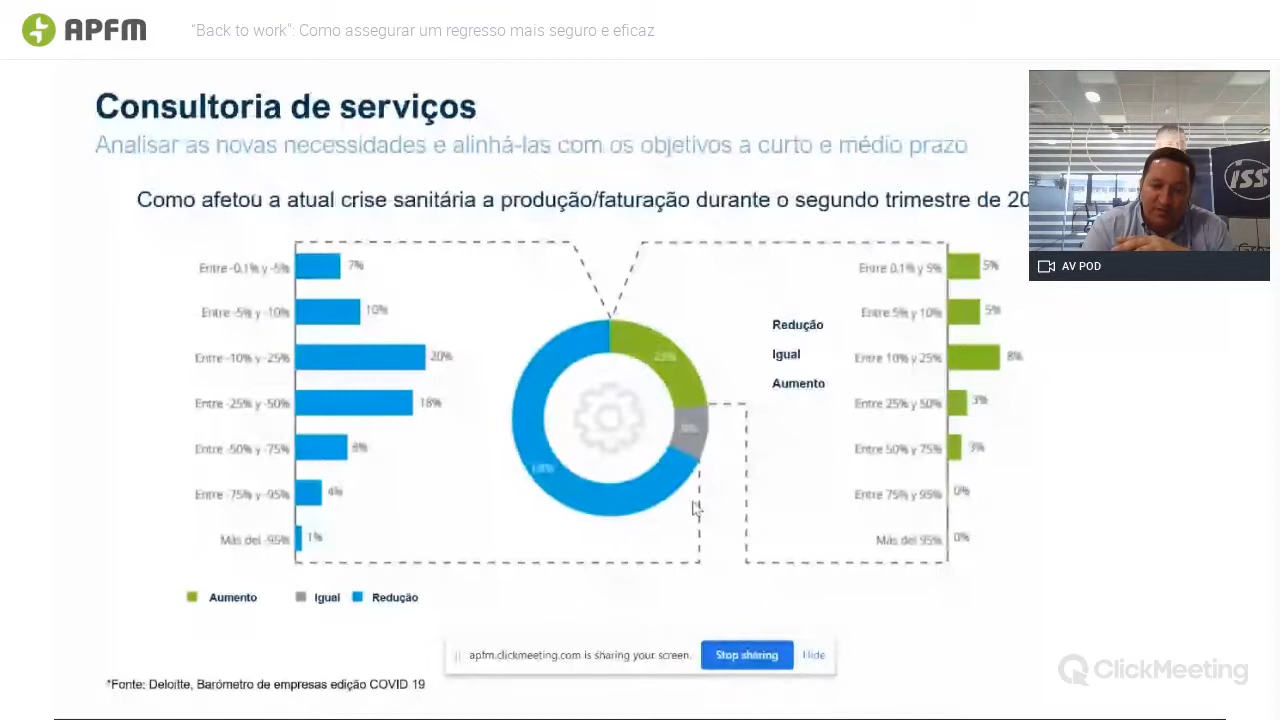 APFM
“Back to work”: Como assegurar um regresso mais seguro e eficaz
Consultoria de serviços
Analisar as novas necessidades e alinhá-las com os objetivos a curto e médio prazo
Como afetou a atual crise sanitária a produção/faturação durante o segundo trimestre de 20
ISS
AV POD
Entre -0.1% y -5% 7%
Entre -5% y -10% 10%
Entre -10% y -25% 20%
Entre -25% y -50% 18%
Entre -50% y -75% 8%
Entre -75% y -95% 4%
Más del -95% 1%
23%
Redução
Igual
Aumento
Entre 0.1% y 5% 5%
Entre 5% y 10% 5%
Entre 10% y 25% 8%
Entre 25% y 50% 3%
Entre 50% y 75% 3%
Entre 75% y 95% 0%
Más del 95% 0%
Aumento Igual Redução
apfm.clickmeeting.com is sharing your screen. Stop sharing Hide
ClickMeeting
*Fonte: Deloitte, Barómetro de empresas edição COVID 19